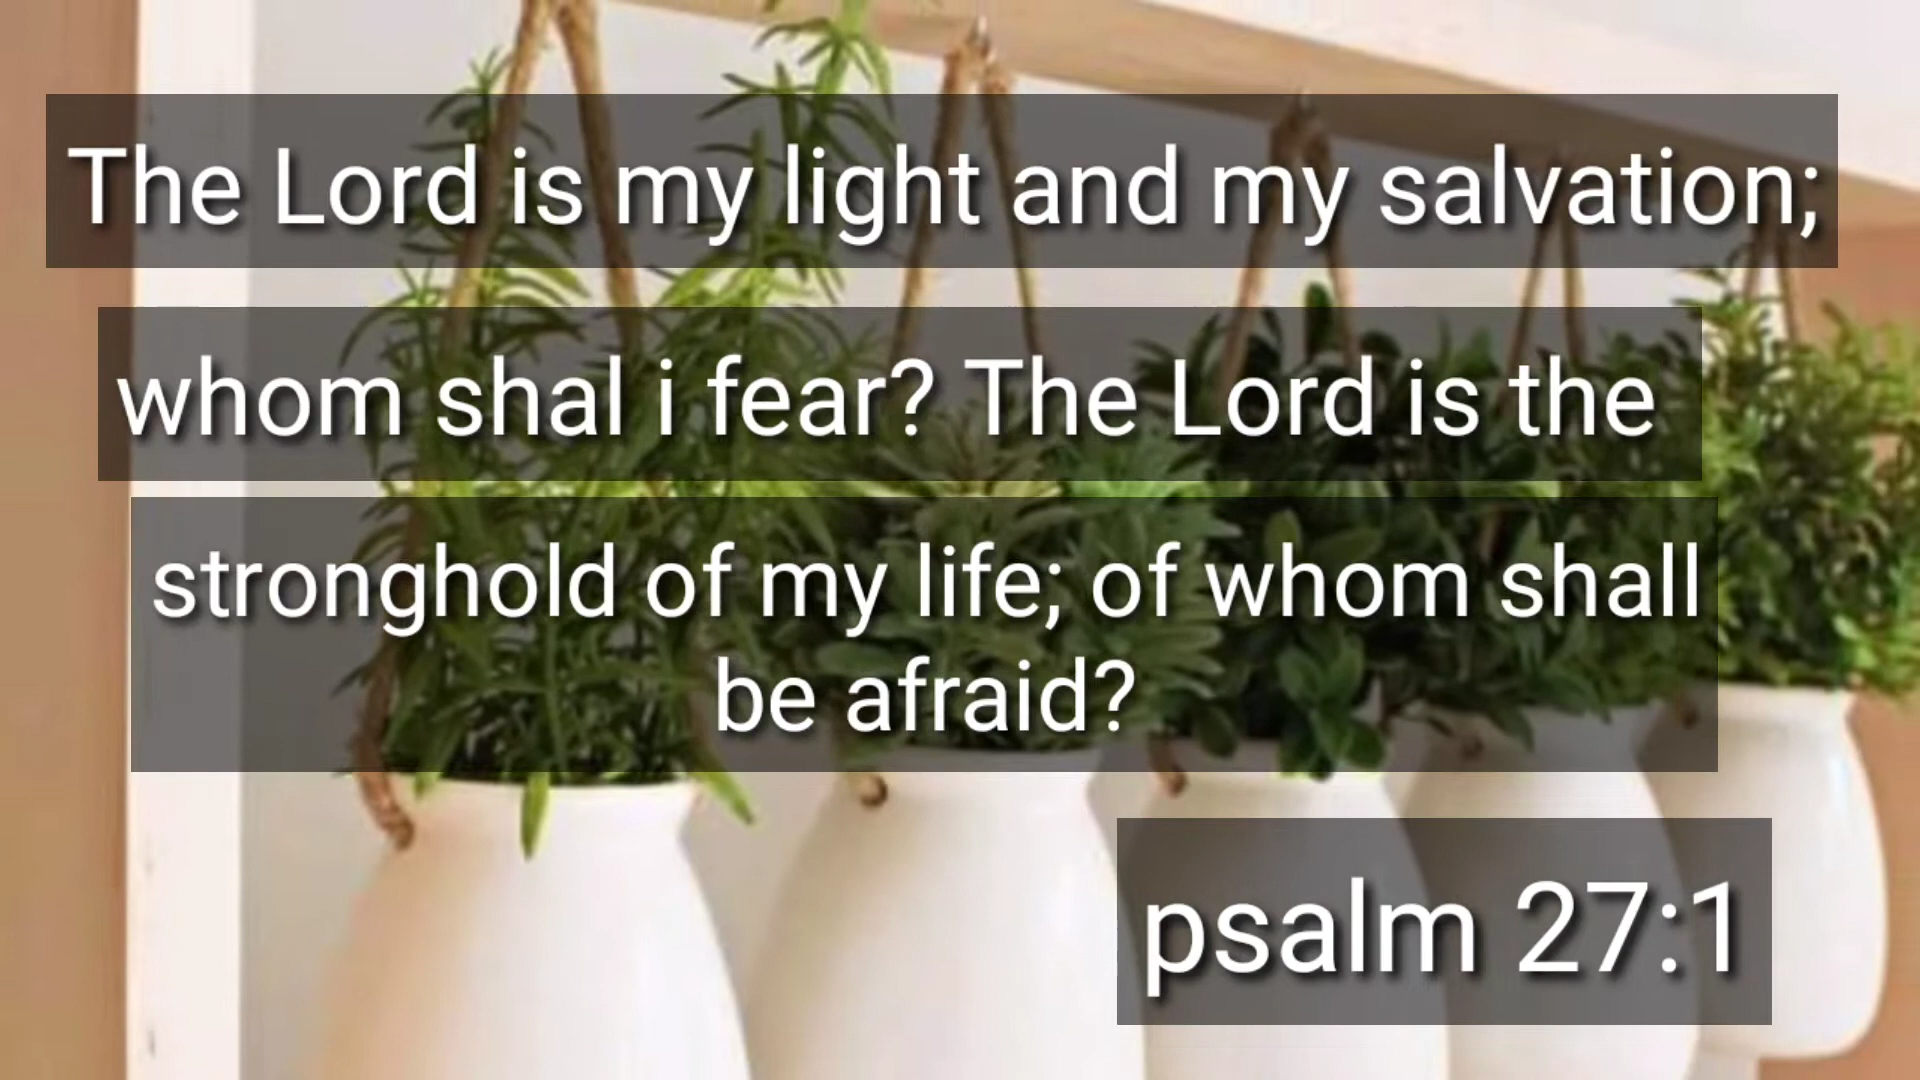 The Lord is my light and my salvation;
whom shal i fear? The Lord is the
stronghold of my life; of whom shall
be afraid?
psalm 27:1